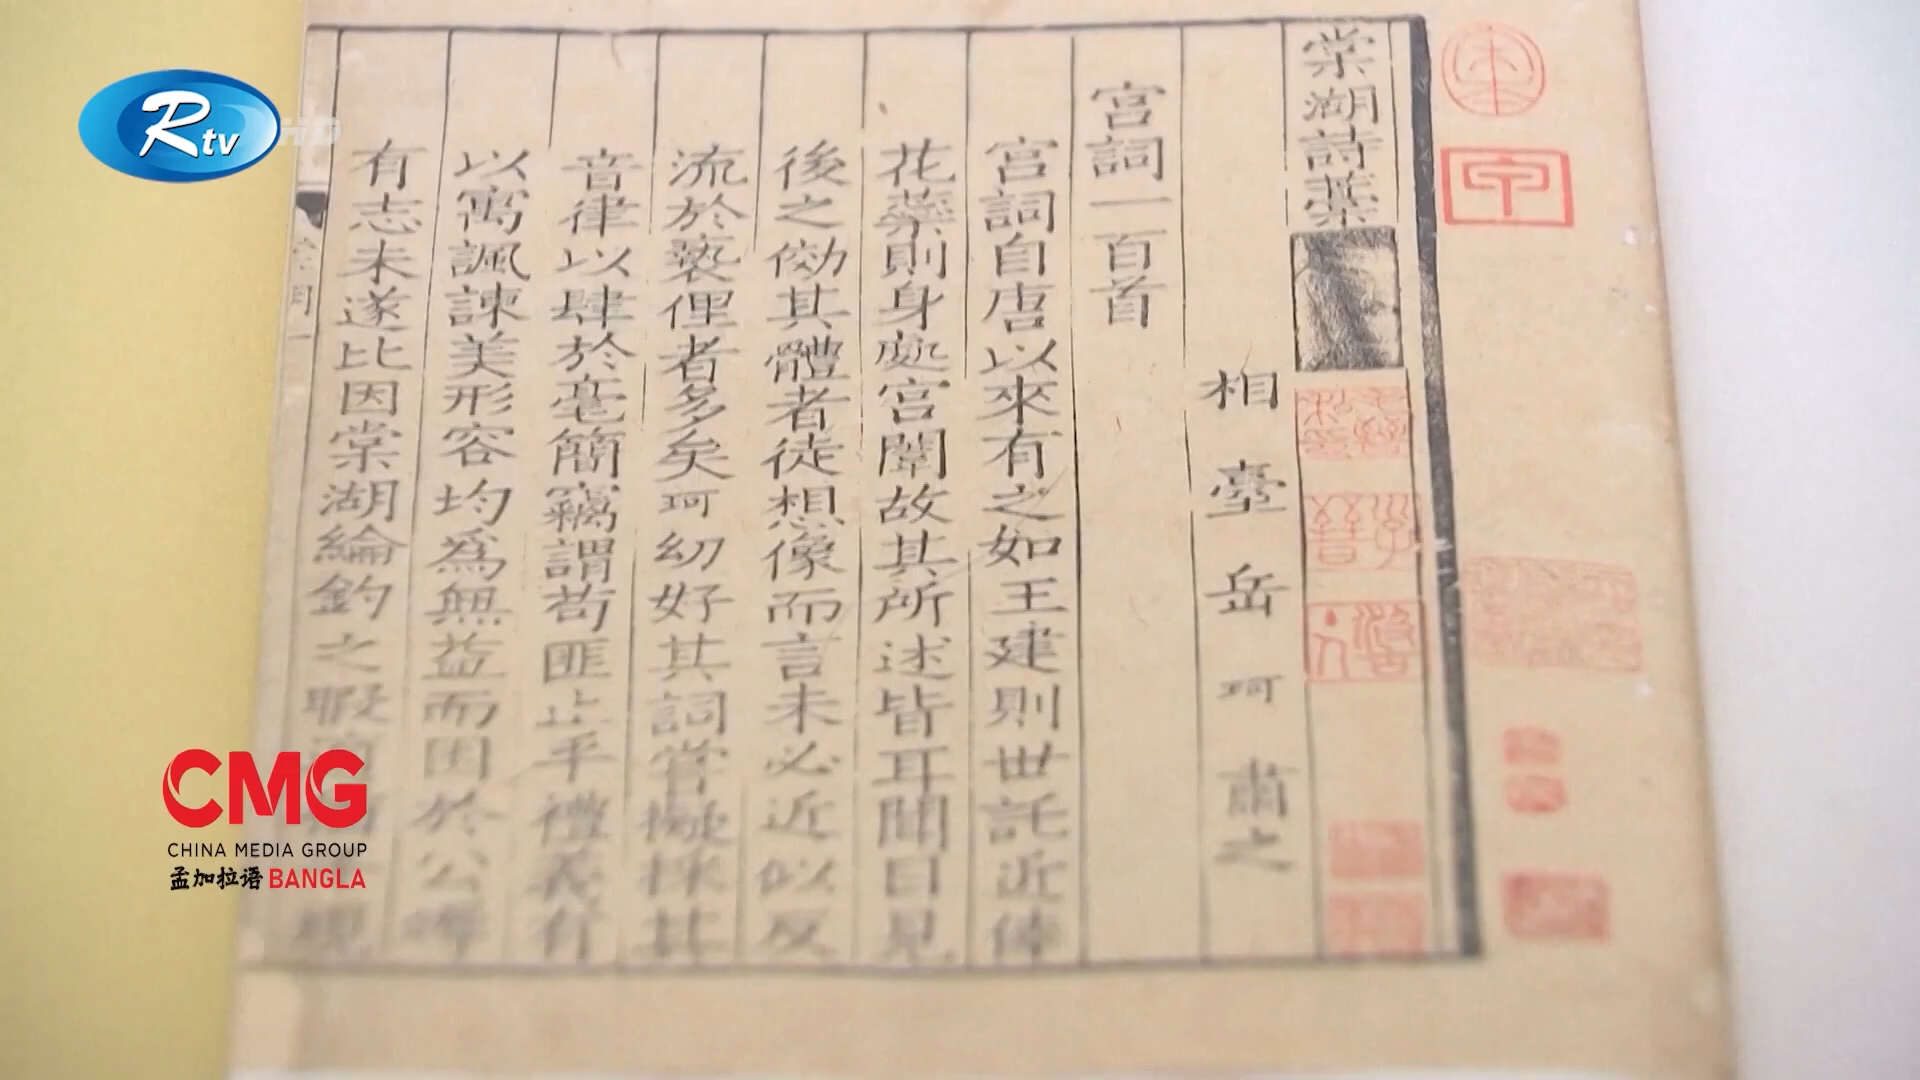 Rtv HD
棠湖詩藁
相臺岳珂肅之
宮詞一百首
宮詞自唐以來有之如王建則世託近倖
花蘂則身處宮闈故其所述皆耳聞目見
後之傚其體者徒想像而言未必近似反
流於褻俚者多矣珂幼好其詞嘗擬採其
音律以肆於毫簡竊謂苟匪止乎禮義有
以寓諷諫美形容均為無益而困於公
有志未遂比因棠湖綸釣之暇
CMG
CHINA MEDIA GROUP
孟加拉语 BANGLA